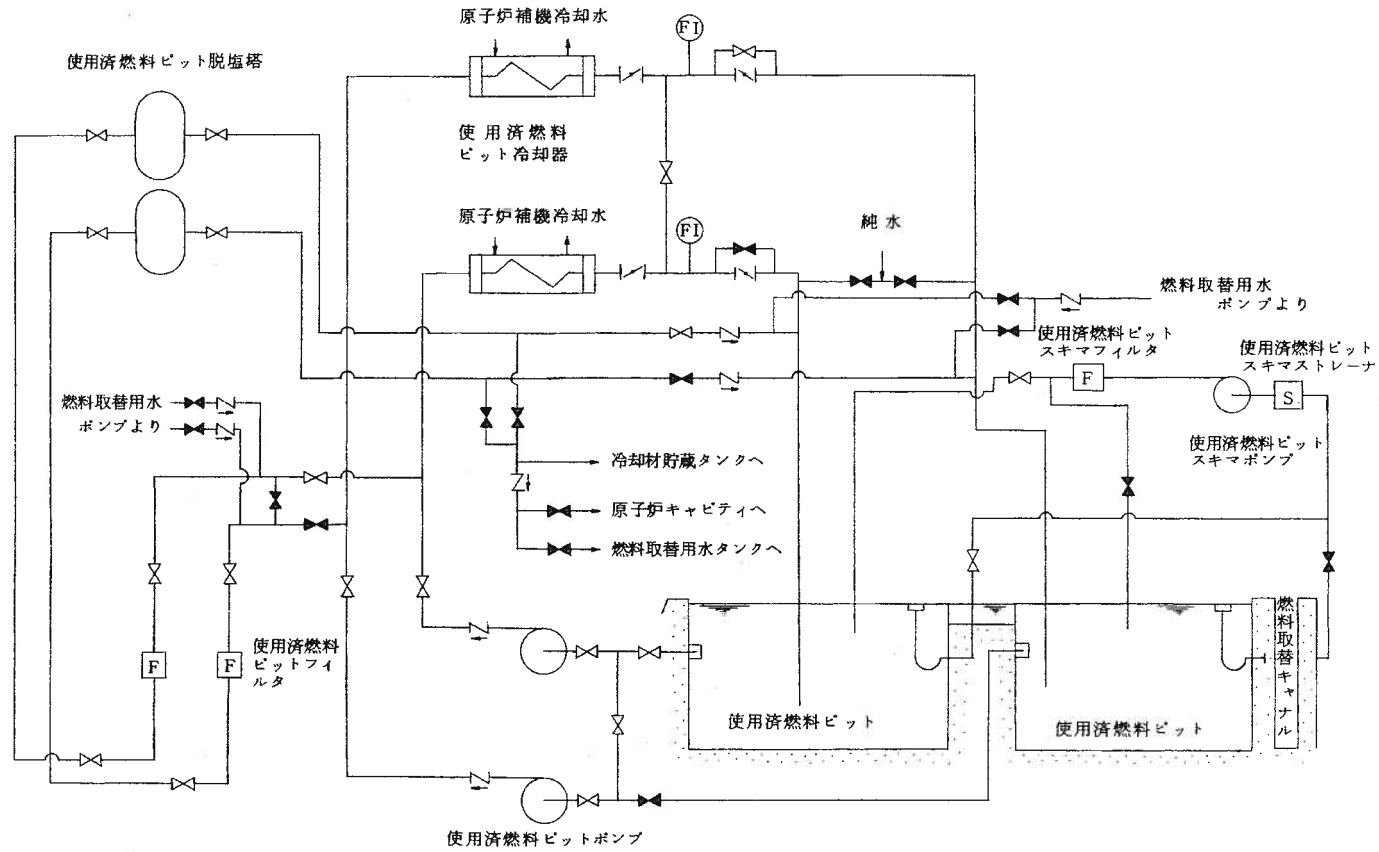 原子炉補機冷却水
FI
使用済燃料ピット脱塩塔
使用済燃料
ピット冷却器
原子炉補機冷却水
FI
純水
燃料取替用水
ポンプより
使用済燃料ピット
スキマフィルタ
使用済燃料ピット
スキマストレーナ
F
S
燃料取替用水
ポンプより
使用済燃料ピット
スキマポンプ
冷却材貯蔵タンクへ
原子炉キャビティへ
燃料取替用水タンクへ
燃料取替キャナル
使用済燃料
ピットフィ
ルタ
F
F
使用済燃料ピット
使用済燃料ピット
使用済燃料ピットポンプ